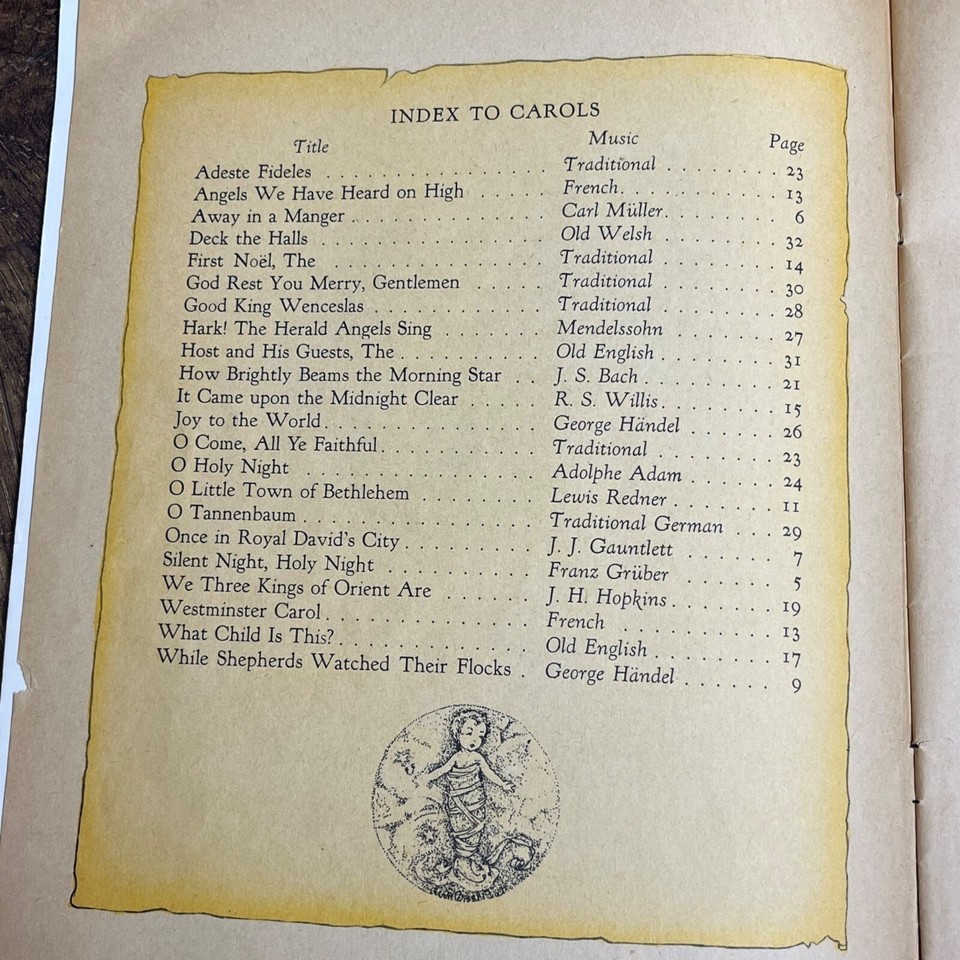 INDEX TO CAROLS
Title Music Page
Adeste Fideles . . . . . . . . . . . . . . . Traditional . . . . . . . . 23
Angels We Have Heard on High . . . . . . French. . . . . . . . . . 13
Away in a Manger . . . . . . . . . . . . . Carl Müller. . . . . . . . 6
Deck the Halls . . . . . . . . . . . . . . . Old Welsh . . . . . . . . 32
First Noël, The . . . . . . . . . . . . . . Traditional . . . . . . . . 14
God Rest You Merry, Gentlemen . . . . . Traditional . . . . . . . . 30
Good King Wenceslas . . . . . . . . . . . . Traditional . . . . . . . . 28
Hark! The Herald Angels Sing . . . . . . . Mendelssohn . . . . . . . 27
Host and His Guests, The . . . . . . . . . . Old English . . . . . . . . 31
How Brightly Beams the Morning Star . . J. S. Bach . . . . . . . . . 21
It Came upon the Midnight Clear . . . . . R. S. Willis. . . . . . . . 15
Joy to the World. . . . . . . . . . . . . . George Händel . . . . . . 26
O Come, All Ye Faithful. . . . . . . . . . . Traditional . . . . . . . . 23
O Holy Night . . . . . . . . . . . . . . . Adolphe Adam . . . . . . 24
O Little Town of Bethlehem . . . . . . . . Lewis Redner . . . . . . . 11
O Tannenbaum . . . . . . . . . . . . . . . Traditional German . . . . 29
Once in Royal David's City . . . . . . . . . J. J. Gauntlett . . . . . . 7
Silent Night, Holy Night . . . . . . . . . . Franz Grüber . . . . . . . 5
We Three Kings of Orient Are . . . . . . J. H. Hopkins . . . . . . . 19
Westminster Carol . . . . . . . . . . . . . French . . . . . . . . . . 13
What Child Is This? . . . . . . . . . . . . Old English . . . . . . . . 17
While Shepherds Watched Their Flocks . George Händel . . . . . . 9